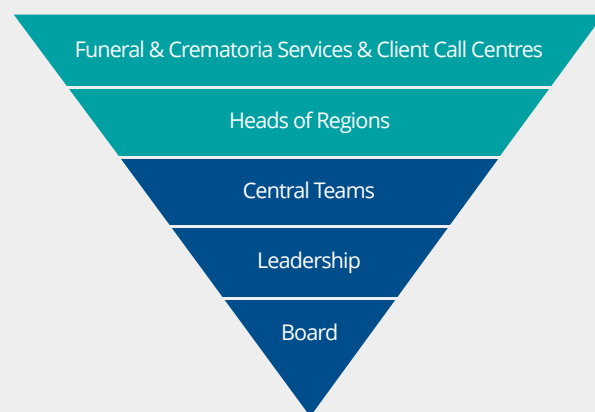 Funeral & Crematoria Services & Client Call Centres
Heads of Regions
Central Teams
Leadership
Board